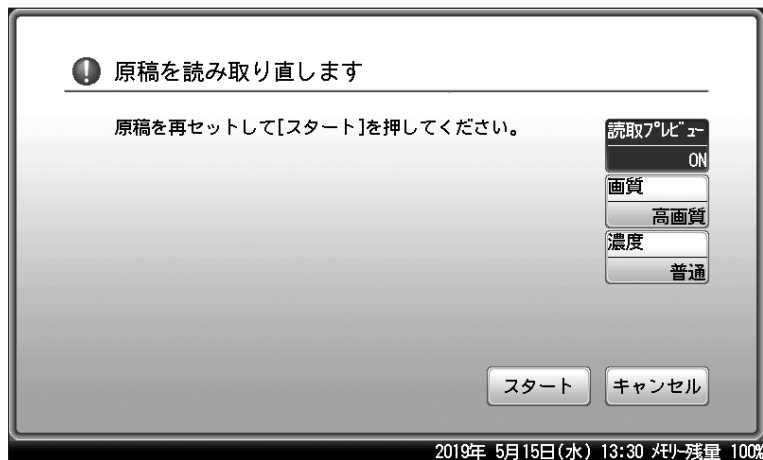 原稿を読み取り直します
原稿を再セットして[スタート]を押してください。
読取ﾌﾟﾚﾋﾞｭｰ
ON
画質
高画質
濃度
普通
スタート
キャンセル
2019年 5月15日(水) 13:30 ﾒﾓﾘｰ残量 100%